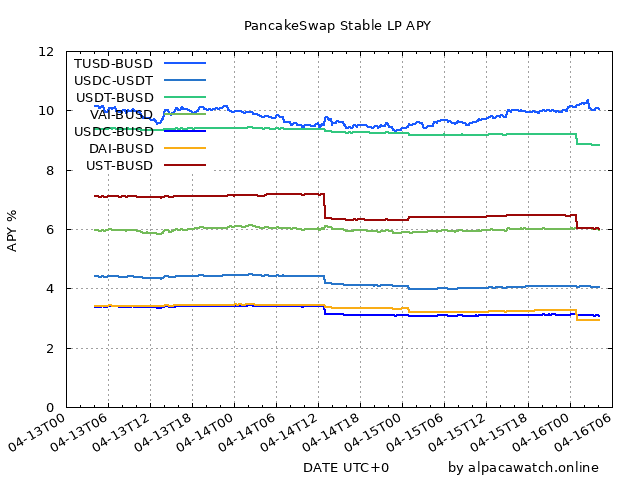 PancakeSwap Stable LP APY
12
10
8
6
4
2
0
APY %
TUSD-BUSD
USDC-USDT
USDT-BUSD
VAI-BUSD
USDC-BUSD
DAI-BUSD
UST-BUSD
04-13T00
04-13T06
04-13T12
04-13T18
04-14T00
04-14T06
04-14T12
04-14T18
04-15T00
04-15T06
04-15T12
04-15T18
04-16T00
04-16T06
DATE UTC+0
by alpacawatch.online